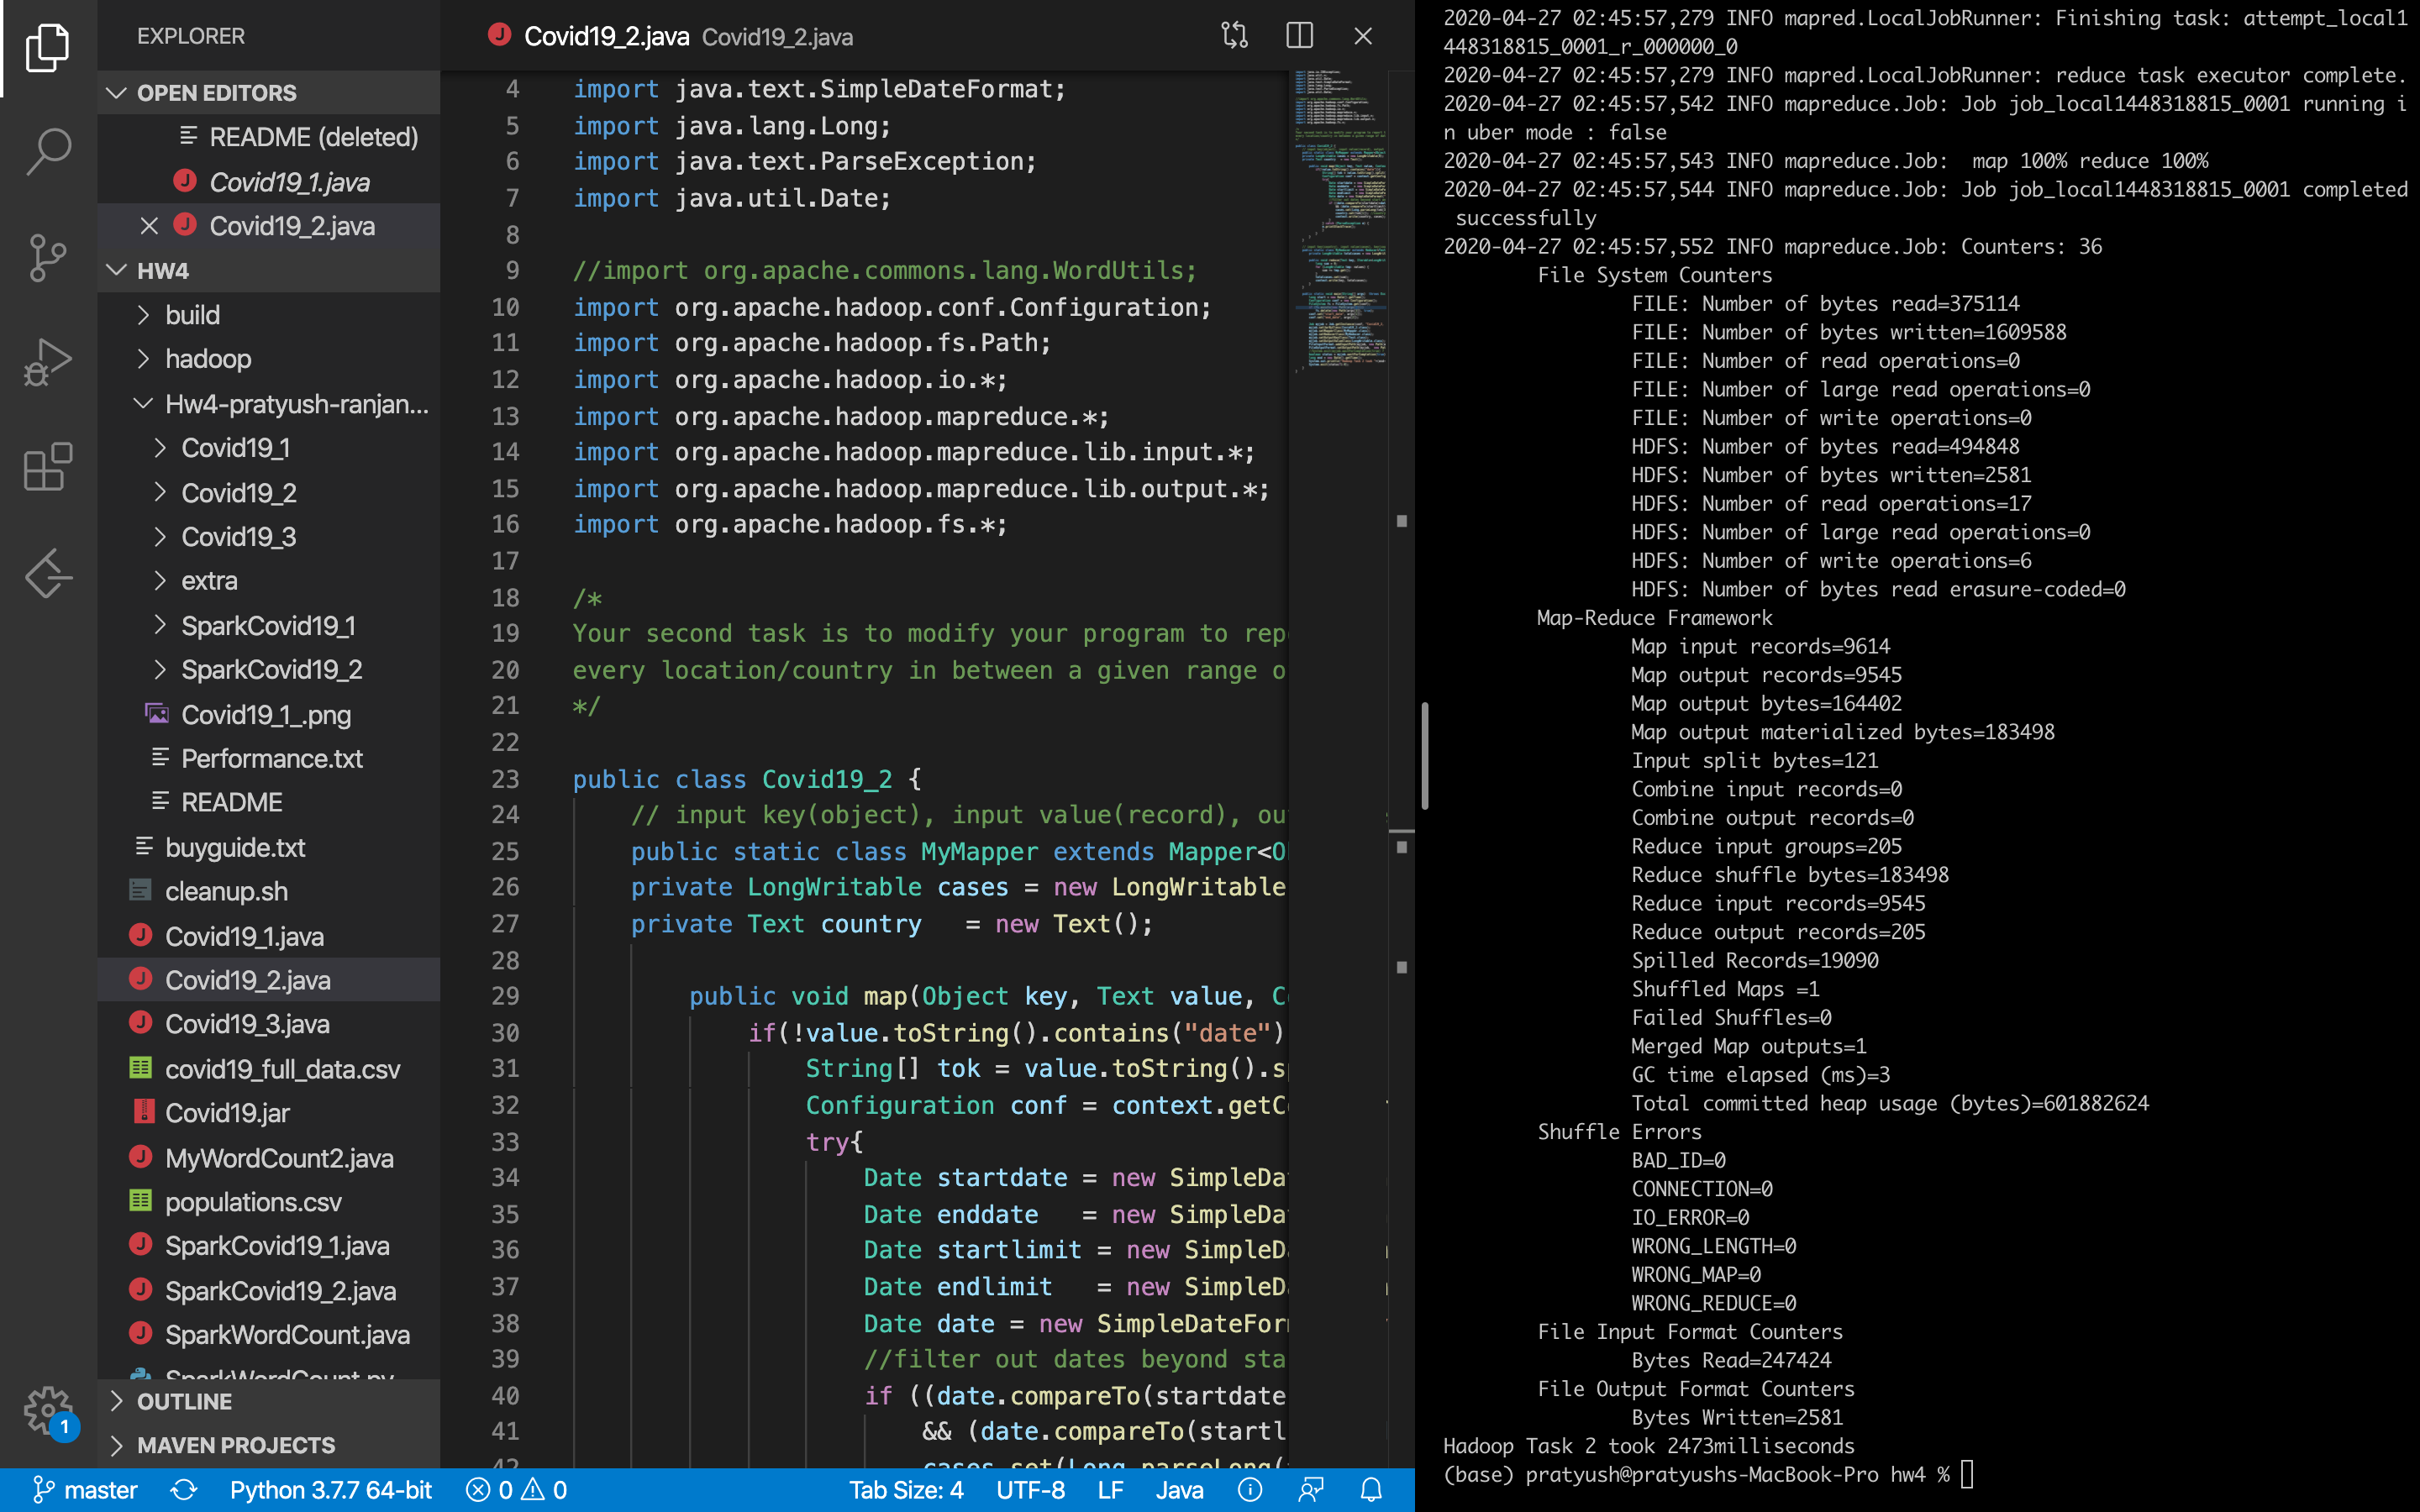 EXPLORER
OPEN EDITORS
README (deleted)
Covid19_1.java
Covid19_2.java
HW4
build
hadoop
Hw4-pratyush-ranjan...
Covid19_1
Covid19_2
Covid19_3
extra
SparkCovid19_1
SparkCovid19_2
Covid19_1_.png
Performance.txt
README
buyguide.txt
cleanup.sh
Covid19_1.java
Covid19_2.java
Covid19_3.java
covid19_full_data.csv
Covid19.jar
MyWordCount2.java
populations.csv
SparkCovid19_1.java
SparkCovid19_2.java
SparkWordCount.java
SparkWordCount.py
OUTLINE
MAVEN PROJECTS
Covid19_2.java Covid19_2.java
4 import java.text.SimpleDateFormat;
5 import java.lang.Long;
6 import java.text.ParseException;
7 import java.util.Date;
8
9 //import org.apache.commons.lang.WordUtils;
10 import org.apache.hadoop.conf.Configuration;
11 import org.apache.hadoop.fs.Path;
12 import org.apache.hadoop.io.*;
13 import org.apache.hadoop.mapreduce.*;
14 import org.apache.hadoop.mapreduce.lib.input.*;
15 import org.apache.hadoop.mapreduce.lib.output.*;
16 import org.apache.hadoop.fs.*;
17
18 /*
19 Your second task is to modify your program to rep
20 every location/country in between a given range o
21 */
22
23 public class Covid19_2 {
24 // input key(object), input value(record), ou
25 public static class MyMapper extends Mapper<O
26 private LongWritable cases = new LongWritable
27 private Text country   = new Text();
28
29 public void map(Object key, Text value, C
30 if(!value.toString().contains("date")
31 String[] tok = value.toString().s
32 Configuration conf = context.getC
33 try{
34 Date startdate = new SimpleDa
35 Date enddate   = new SimpleDa
36 Date startlimit = new SimpleD
37 Date endlimit   = new SimpleD
38 Date date = new SimpleDateFor
39 //filter out dates beyond sta
40 if ((date.compareTo(startdate
41 && (date.compareTo(startl
42 cases.set(Long.parseLong(
2020-04-27 02:45:57,279 INFO mapred.LocalJobRunner: Finishing task: attempt_local1
448318815_0001_r_000000_0
2020-04-27 02:45:57,279 INFO mapred.LocalJobRunner: reduce task executor complete.
2020-04-27 02:45:57,542 INFO mapreduce.Job: Job job_local1448318815_0001 running i
n uber mode : false
2020-04-27 02:45:57,543 INFO mapreduce.Job:  map 100% reduce 100%
2020-04-27 02:45:57,544 INFO mapreduce.Job: Job job_local1448318815_0001 completed
successfully
2020-04-27 02:45:57,552 INFO mapreduce.Job: Counters: 36
File System Counters
FILE: Number of bytes read=375114
FILE: Number of bytes written=1609588
FILE: Number of read operations=0
FILE: Number of large read operations=0
FILE: Number of write operations=0
HDFS: Number of bytes read=494848
HDFS: Number of bytes written=2581
HDFS: Number of read operations=17
HDFS: Number of large read operations=0
HDFS: Number of write operations=6
HDFS: Number of bytes read erasure-coded=0
Map-Reduce Framework
Map input records=9614
Map output records=9545
Map output bytes=164402
Map output materialized bytes=183498
Input split bytes=121
Combine input records=0
Combine output records=0
Reduce input groups=205
Reduce shuffle bytes=183498
Reduce input records=9545
Reduce output records=205
Spilled Records=19090
Shuffled Maps =1
Failed Shuffles=0
Merged Map outputs=1
GC time elapsed (ms)=3
Total committed heap usage (bytes)=601882624
Shuffle Errors
BAD_ID=0
CONNECTION=0
IO_ERROR=0
WRONG_LENGTH=0
WRONG_MAP=0
WRONG_REDUCE=0
File Input Format Counters
Bytes Read=247424
File Output Format Counters
Bytes Written=2581
Hadoop Task 2 took 2473milliseconds
(base) pratyush@pratyushs-MacBook-Pro hw4 %
1
master Python 3.7.7 64-bit 0 0 Tab Size: 4 UTF-8 LF Java